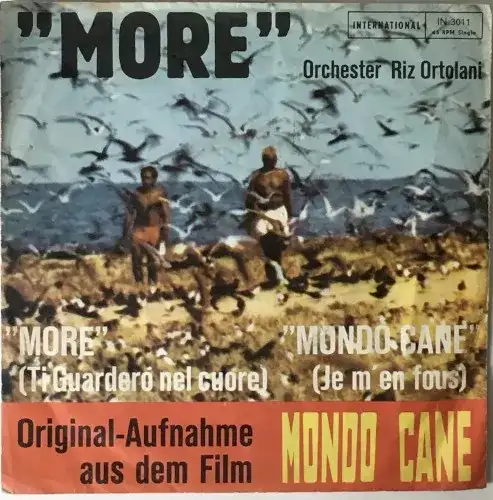 "MORE"
INTERNATIONAL
IN.3011
45 RPM Single
Orchester Riz Ortolani
"MORE"
(Ti Guarderó nel cuore)
"MONDO CANE"
(Je m'en fous)
Original-Aufnahme
aus dem Film
MONDO CANE